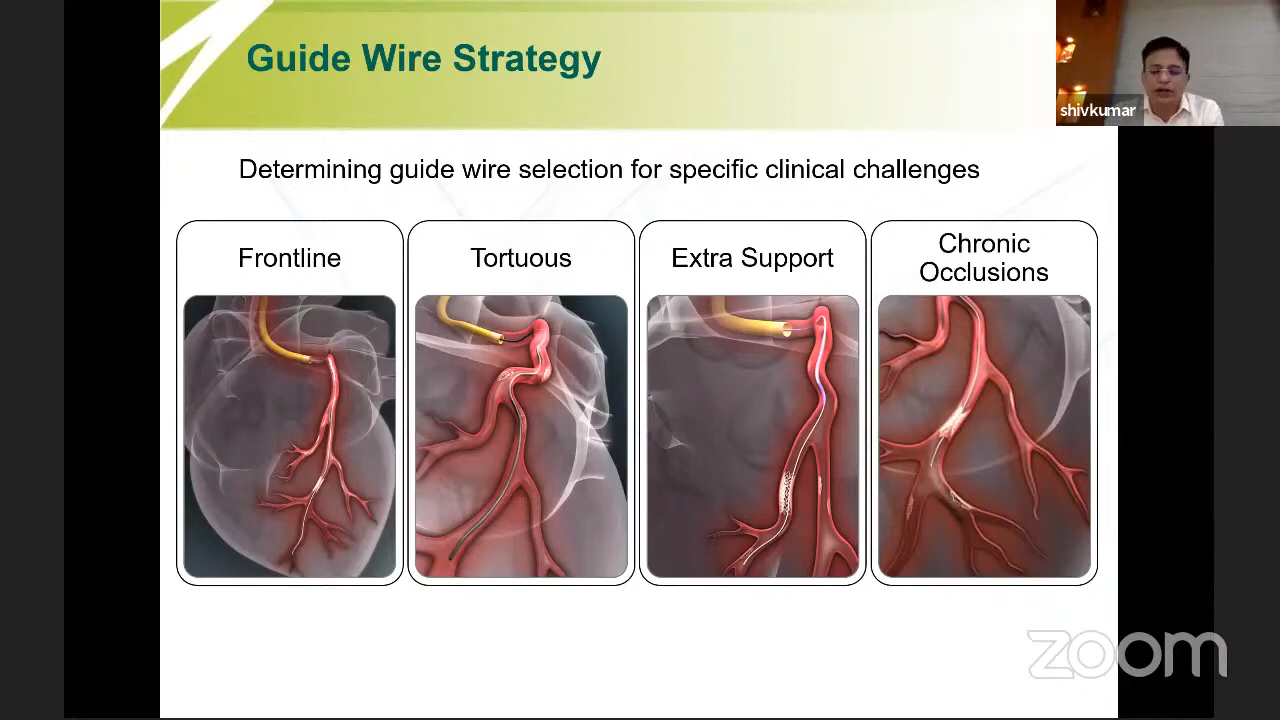 Guide Wire Strategy
shivkumar
Determining guide wire selection for specific clinical challenges
Frontline
Tortuous
Extra Support
Chronic
Occlusions
zoom